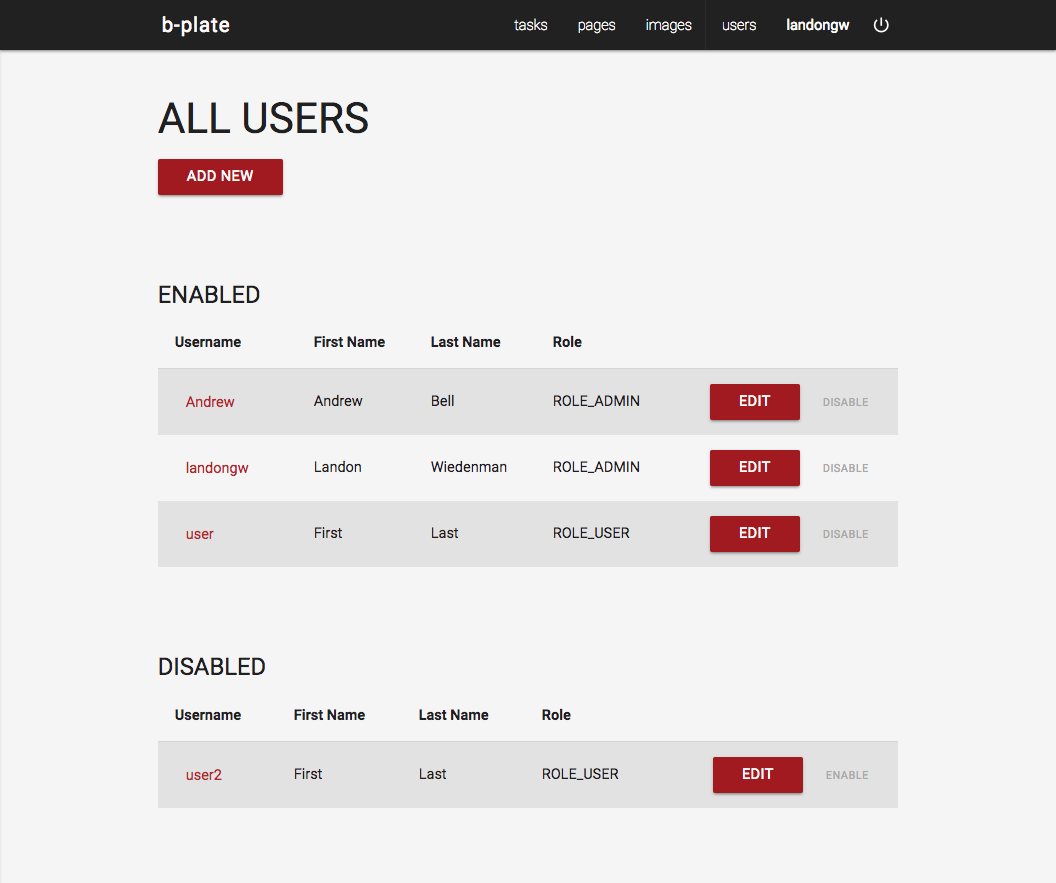 b-plate tasks pages images users landongw
ALL USERS
ADD NEW
ENABLED
Username First Name Last Name Role
Andrew Andrew Bell ROLE_ADMIN EDIT DISABLE
landongw Landon Wiedenman ROLE_ADMIN EDIT DISABLE
user First Last ROLE_USER EDIT DISABLE
DISABLED
Username First Name Last Name Role
user2 First Last ROLE_USER EDIT ENABLE